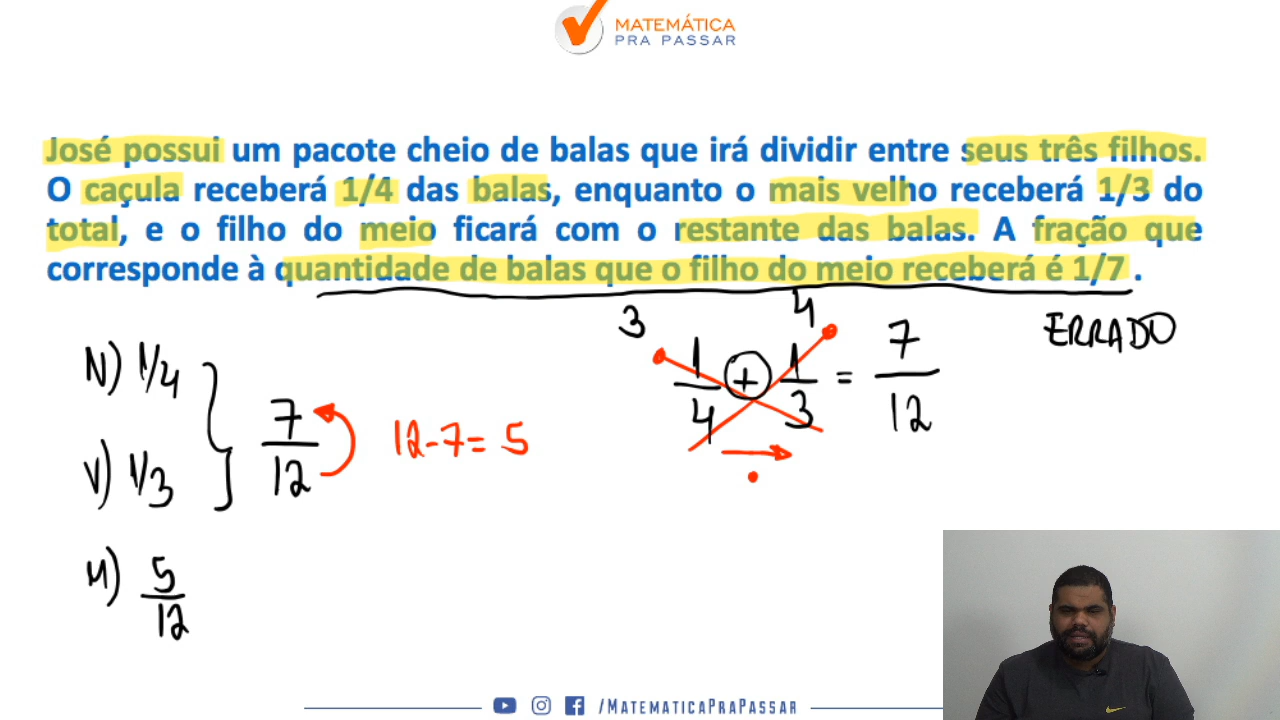 MATEMÁTICA
PRA PASSAR
José possui um pacote cheio de balas que irá dividir entre seus três filhos.
O caçula receberá 1/4 das balas, enquanto o mais velho receberá 1/3 do
total, e o filho do meio ficará com o restante das balas. A fração que
corresponde à quantidade de balas que o filho do meio receberá é 1/7 .
ERRADO
N) 1/4
V) 1/3
7/12
12-7= 5
M) 5/12
3 4
1/4 + 1/3 = 7/12
/MATEMATICAPRAPASSAR